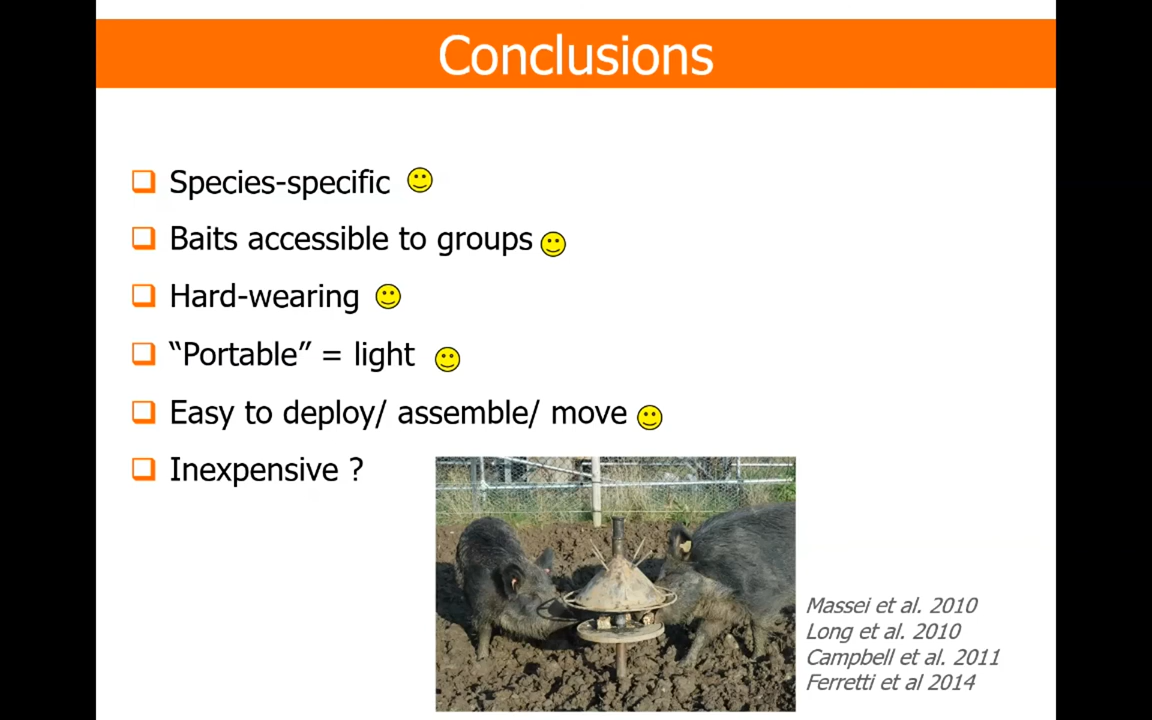 Conclusions
Species-specific
Baits accessible to groups
Hard-wearing
“Portable” = light
Easy to deploy/ assemble/ move
Inexpensive ?
Massei et al. 2010
Long et al. 2010
Campbell et al. 2011
Ferretti et al 2014